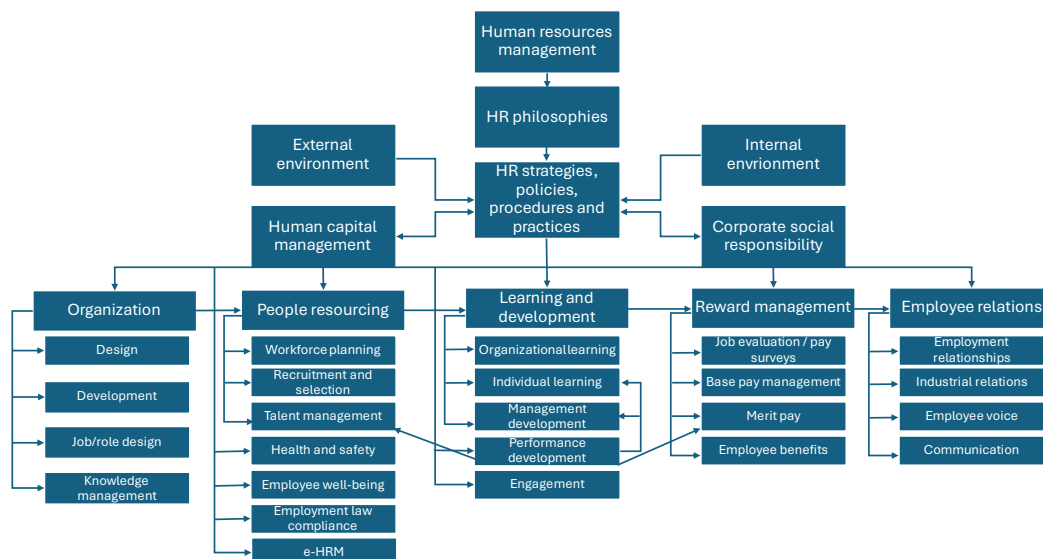 Human resources
management
HR philosophies
External
environment
Internal
envrionment
HR strategies,
policies,
procedures and
practices
Human capital
management
Corporate social
responsibility
Organization
People resourcing
Learning and
development
Reward management
Employee relations
Design
Development
Job/role design
Knowledge
management
Workforce planning
Recruitment and
selection
Talent management
Health and safety
Employee well-being
Employment law
compliance
e-HRM
Organizational learning
Individual learning
Management
development
Performance
development
Engagement
Job evaluation / pay
surveys
Base pay management
Merit pay
Employee benefits
Employment
relationships
Industrial relations
Employee voice
Communication